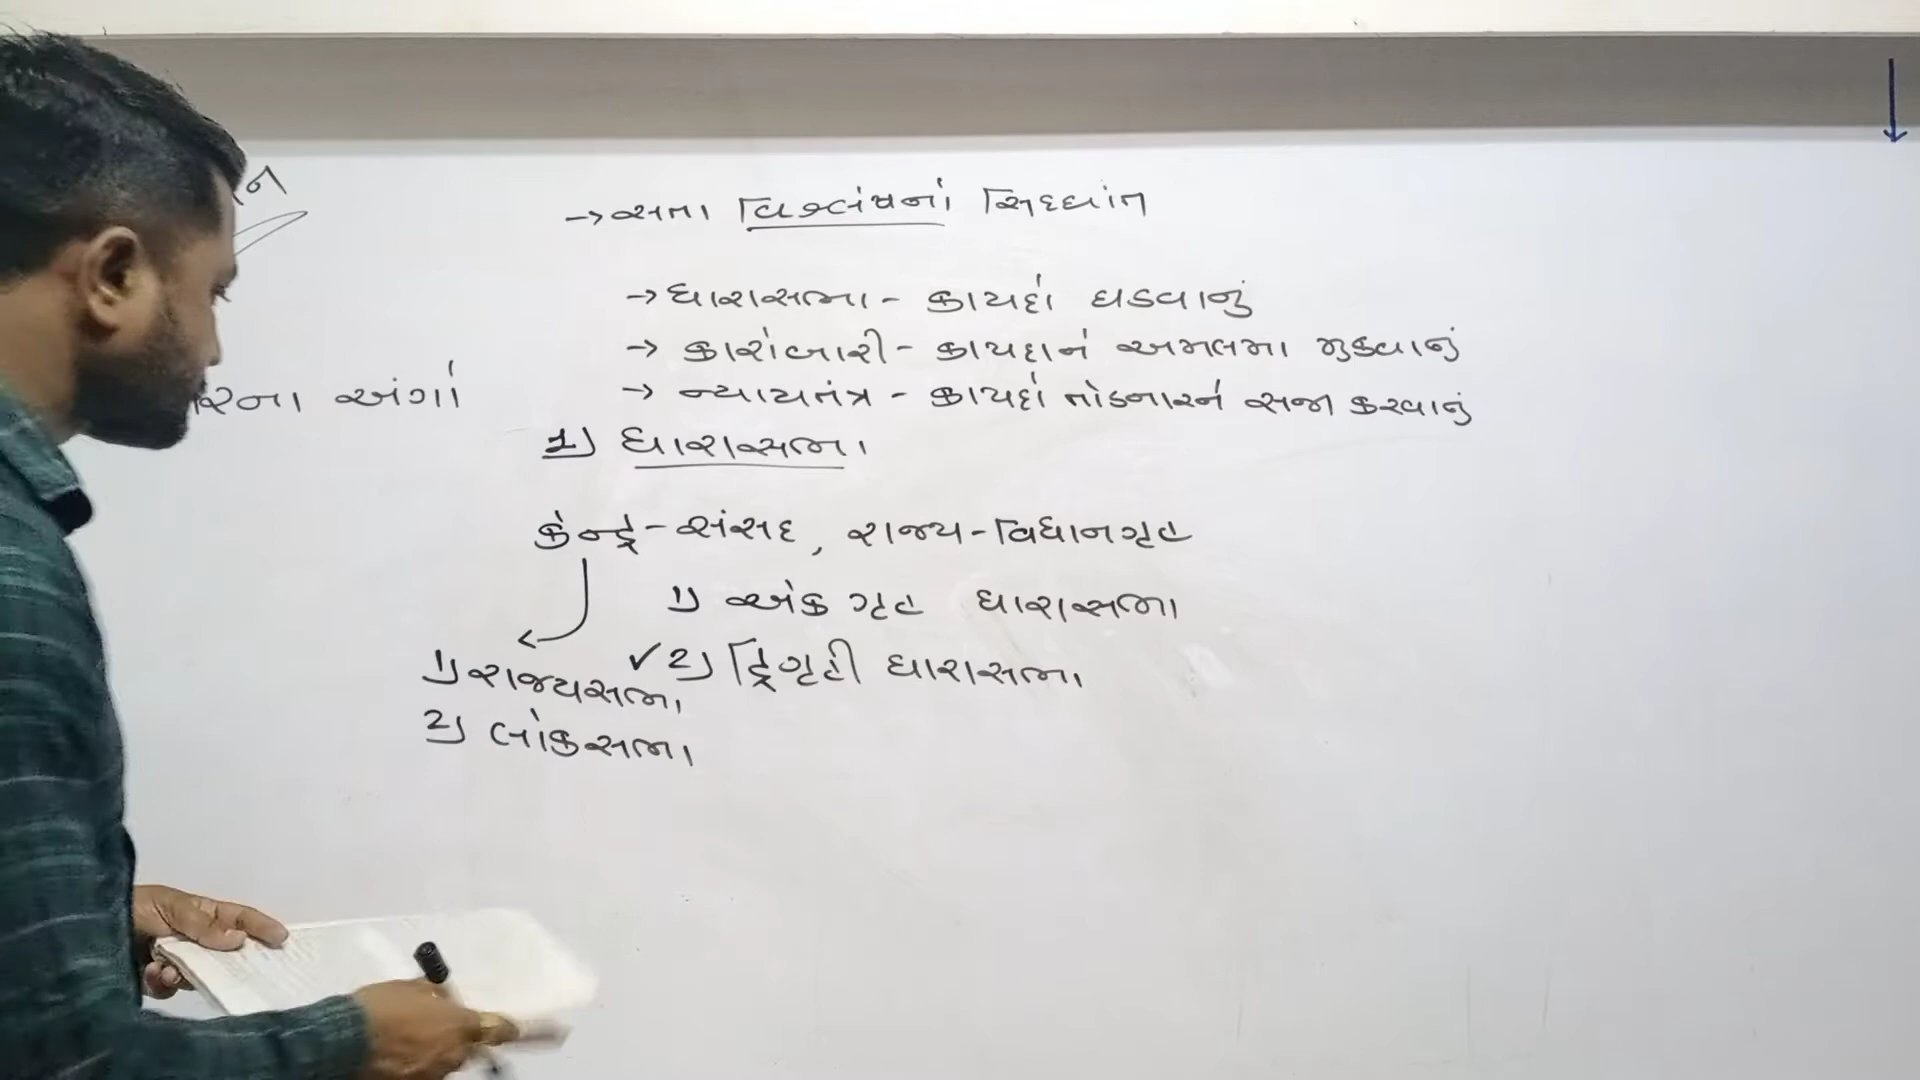 → સતા વિશ્લેષનો સિદ્ધાંત
→ ધારાસભા - કાયદો ઘડવાનું
→ કારોબારી - કાયદાને અમલમા મુકવાનું
→ ન્યાયતંત્ર - કાયદો તોડનારને સજા કરવાનું
અંગો
1) ધારાસભા
કેન્દ્રે - સંસદ, રાજ્ય - વિધાનગૃહ
1) એક ગૃહ ધારાસભા
✓ 2) દ્વિગૃહી ધારાસભા
1) રાજ્યસભા
2) લોકસભા